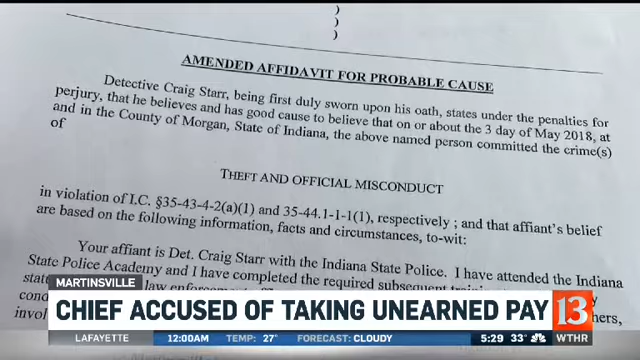 )
)
)
AMENDED AFFIDAVIT FOR PROBABLE CAUSE
Detective Craig Starr, being first duly sworn upon his oath, states under the penalties for
perjury, that he believes and has good cause to believe that on or about the 3 day of May 2018, at
and in the County of Morgan, State of Indiana, the above named person committed the crime(s)
of
THEFT AND OFFICIAL MISCONDUCT
in violation of I.C. §35-43-4-2(a)(1) and 35-44.1-1-1(1), respectively ; and that affiant's belief
are based on the following information, facts and circumstances, to-wit:
Your affiant is Det. Craig Starr with the Indiana State Police. I have attended the Indiana
State Police Academy and I have completed the required subsequent
MARTINSVILLE
CHIEF ACCUSED OF TAKING UNEARNED PAY 13
LAFAYETTE 12:00AM TEMP: 27° FORECAST: CLOUDY 5:29 33° WTHR